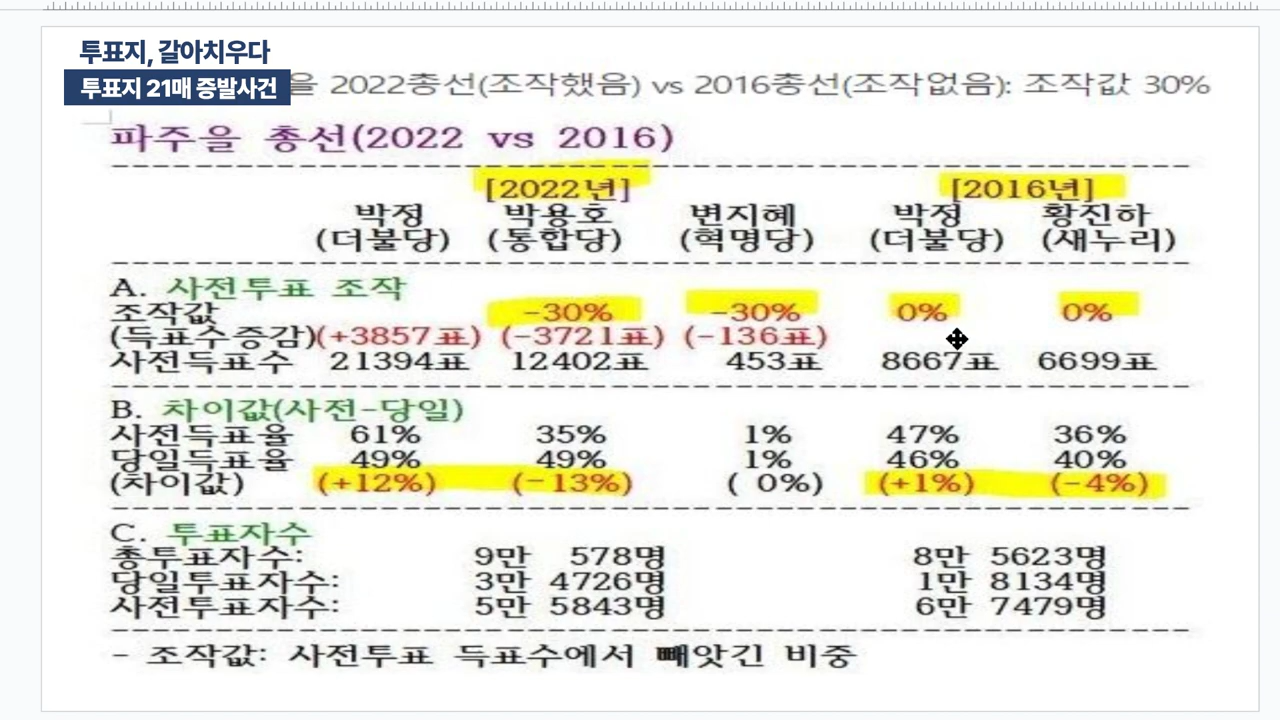 투표지, 갈아치우다
투표지 21매 증발사건
을 2022총선(조작했음) vs 2016총선(조작없음): 조작값 30%
파주을 총선(2022 vs 2016)
[2022년] [2016년]
박정 박용호 변지혜 박정 황진하
(더불당) (통합당) (혁명당) (더불당) (새누리)
A. 사전투표 조작
조작값 -30% -30% 0% 0%
(득표수증감)(+3857표) (-3721표) (-136표)
사전득표수 21394표 12402표 453표 8667표 6699표
B. 차이값(사전-당일)
사전득표율 61% 35% 1% 47% 36%
당일득표율 49% 49% 1% 46% 40%
(차이값) (+12%) (-13%) ( 0%) (+1%) (-4%)
C. 투표자수
총투표자수: 9만 578명 8만 5623명
당일투표자수: 3만 4726명 1만 8134명
사전투표자수: 5만 5843명 6만 7479명
- 조작값: 사전투표 득표수에서 빼앗긴 비중